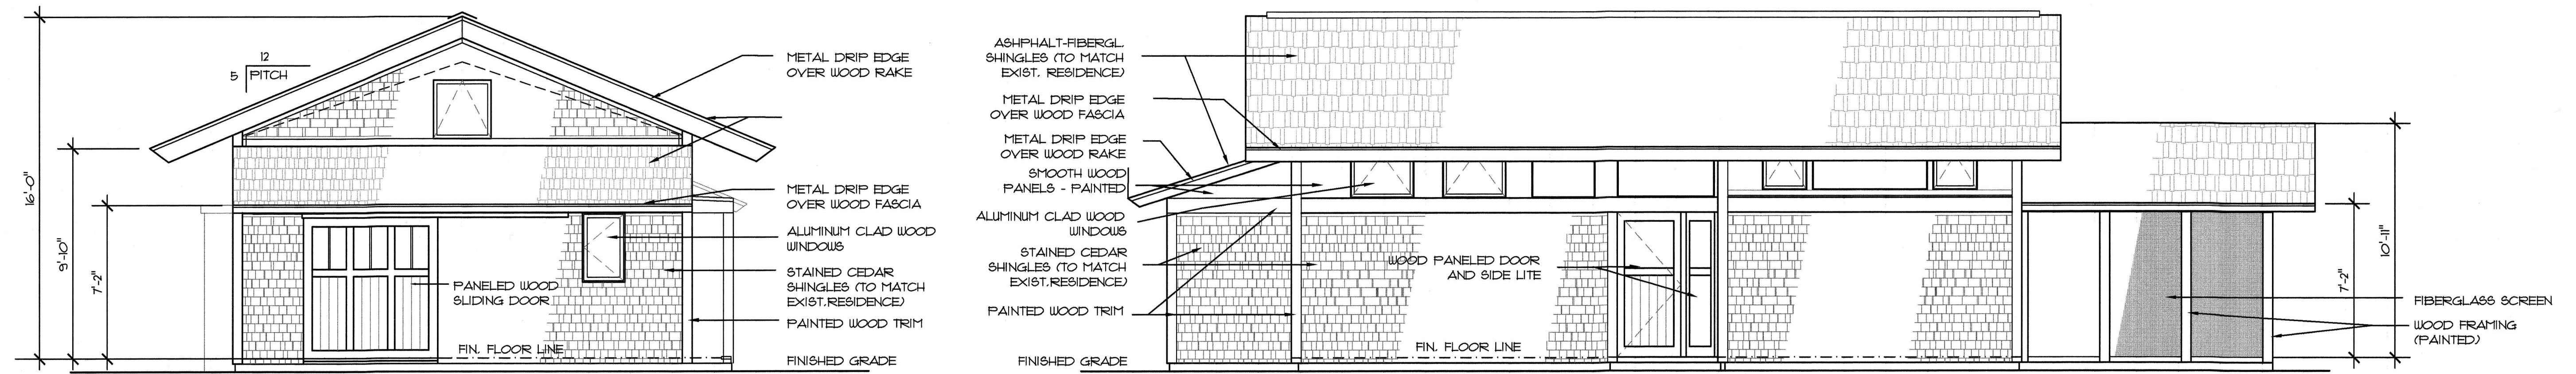 12
5 PITCH
16'-0"
9'-10"
7'-2"
METAL DRIP EDGE
OVER WOOD RAKE
METAL DRIP EDGE
OVER WOOD FASCIA
ALUMINUM CLAD WOOD
WINDOWS
STAINED CEDAR
SHINGLES (TO MATCH
EXIST.RESIDENCE)
PAINTED WOOD TRIM
FINISHED GRADE
PANELED WOOD
SLIDING DOOR
FIN. FLOOR LINE
ASHPHALT-FIBERGL.
SHINGLES (TO MATCH
EXIST. RESIDENCE)
METAL DRIP EDGE
OVER WOOD FASCIA
METAL DRIP EDGE
OVER WOOD RAKE
SMOOTH WOOD
PANELS - PAINTED
ALUMINUM CLAD WOOD
WINDOWS
STAINED CEDAR
SHINGLES (TO MATCH
EXIST.RESIDENCE)
PAINTED WOOD TRIM
FINISHED GRADE
WOOD PANELED DOOR
AND SIDE LITE
FIN. FLOOR LINE
7'-2"
10'-11"
FIBERGLASS SCREEN
WOOD FRAMING
(PAINTED)